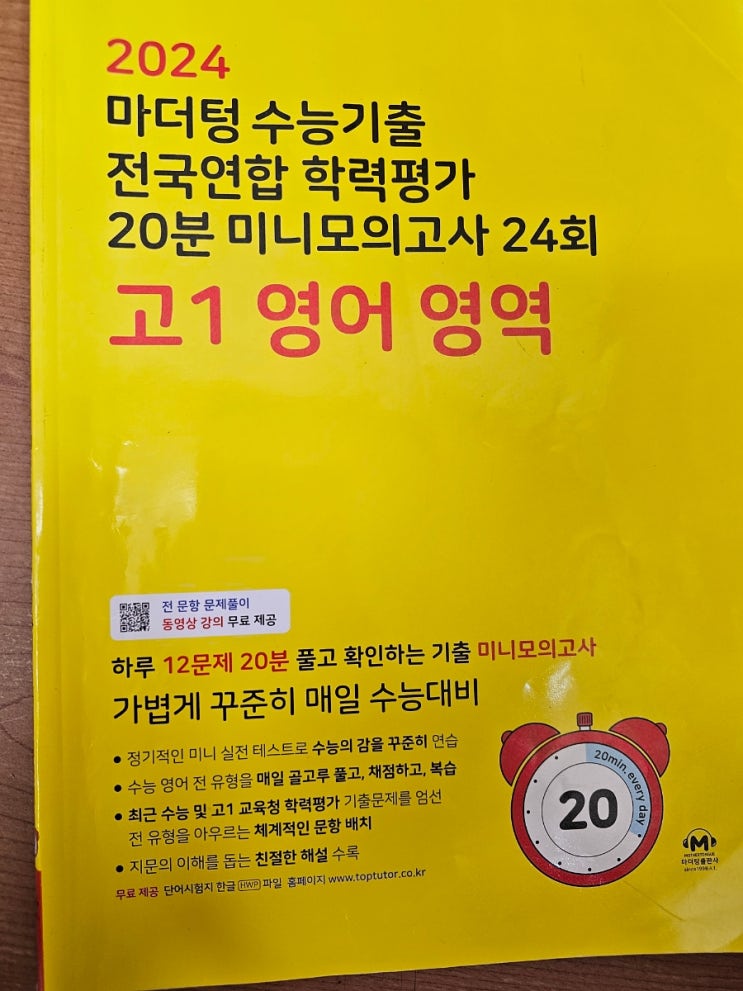 2024
마더텅 수능기출
전국연합 학력평가
20분 미니모의고사 24회
고1 영어 영역
전 문항 문제풀이
동영상 강의 무료 제공
하루 12문제 20분 풀고 확인하는 기출 미니모의고사
가볍게 꾸준히 매일 수능대비
• 정기적인 미니 실전 테스트로 수능의 감을 꾸준히 연습
• 수능 영어 전 유형을 매일 골고루 풀고, 채점하고, 복습
• 최근 수능 및 고1 교육청 학력평가 기출문제를 엄선
전 유형을 아우르는 체계적인 문항 배치
• 지문의 이해를 돕는 친절한 해설 수록
무료 제공 단어시험지 한글 HWP 파일 홈페이지 www.toptutor.co.kr
20min. every day
20
M
마더텅출판사